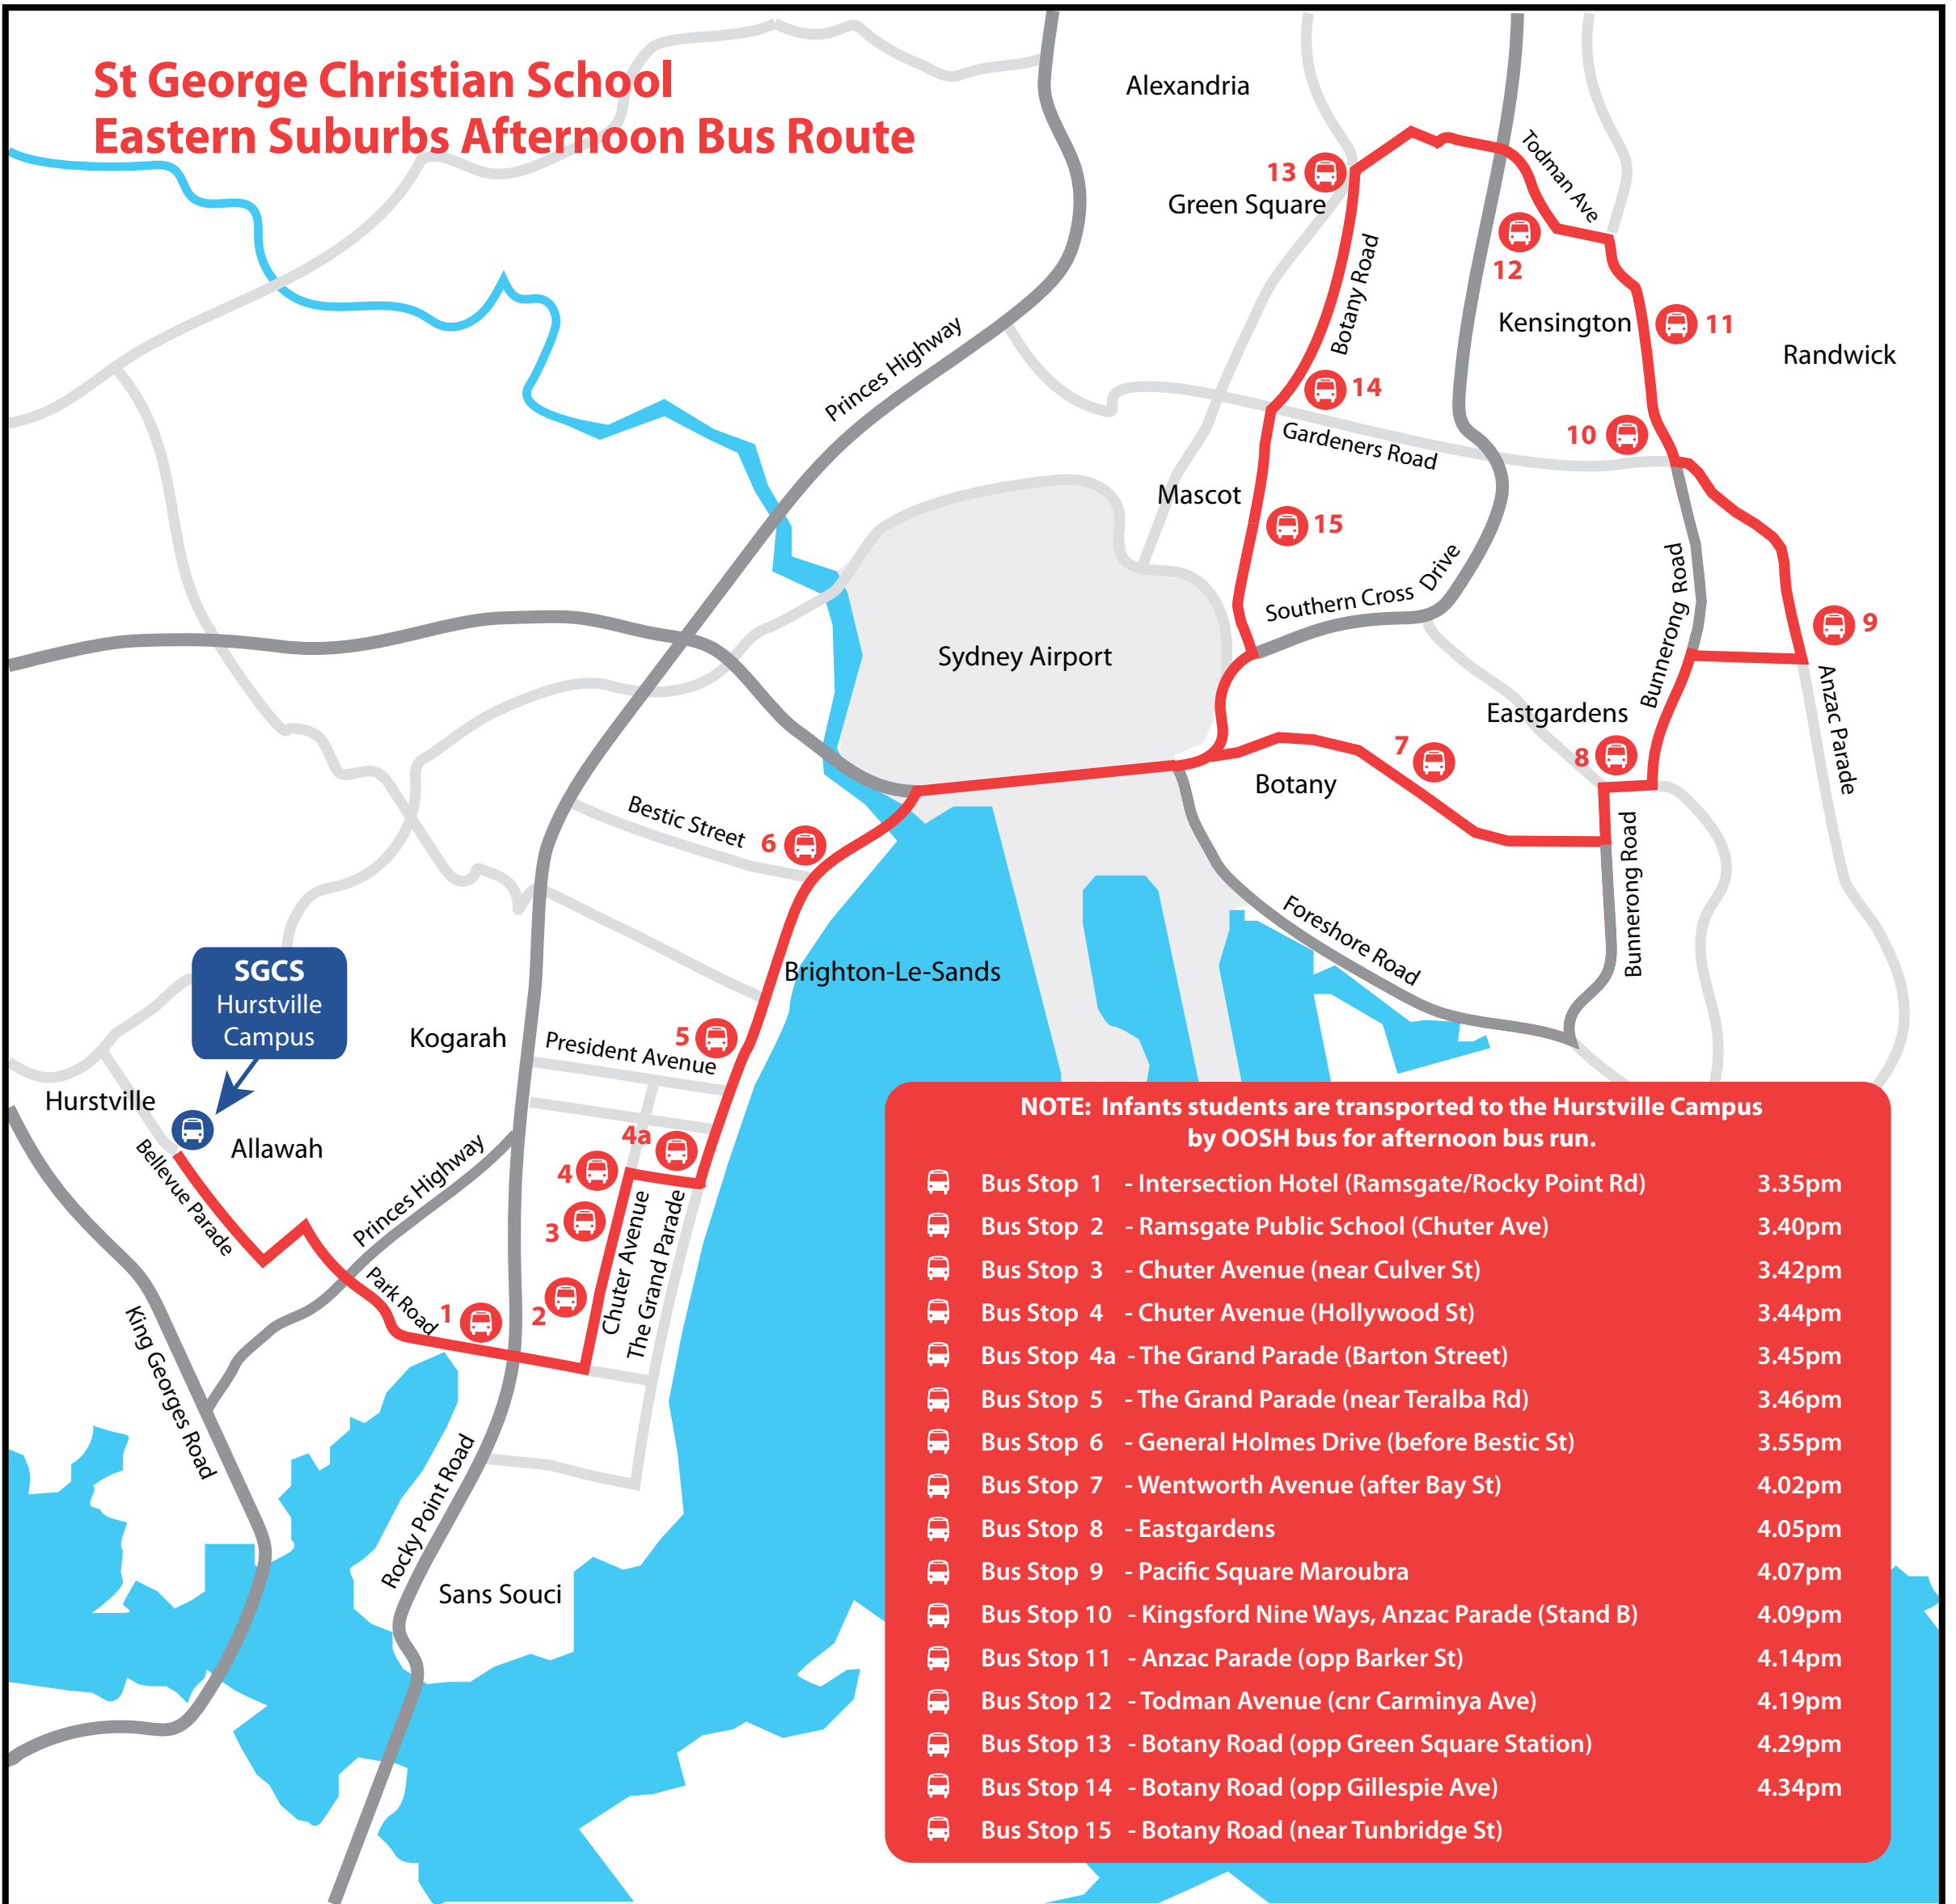 St George Christian School
Eastern Suburbs Afternoon Bus Route
Alexandria
Todman Ave
13
Green Square
12
Botany Road
Kensington
11
Randwick
Princes Highway
14
10
Gardeners Road
Mascot
15
Southern Cross Drive
Bunnerong Road
9
Sydney Airport
Anzac Parade
Eastgardens
7
8
Botany
Bestic Street
6
Bunnerong Road
Foreshore Road
Brighton-Le-Sands
SGCS
Hurstville
Campus
Kogarah
5
President Avenue
Hurstville
Allawah
4a
4
3
Bellevue Parade
Princes Highway
Chuter Avenue
The Grand Parade
Park Road
1
2
King Georges Road
Rocky Point Road
Sans Souci
NOTE: Infants students are transported to the Hurstville Campus
by OOSH bus for afternoon bus run.
Bus Stop 1 - Intersection Hotel (Ramsgate/Rocky Point Rd) 3.35pm
Bus Stop 2 - Ramsgate Public School (Chuter Ave) 3.40pm
Bus Stop 3 - Chuter Avenue (near Culver St) 3.42pm
Bus Stop 4 - Chuter Avenue (Hollywood St) 3.44pm
Bus Stop 4a - The Grand Parade (Barton Street) 3.45pm
Bus Stop 5 - The Grand Parade (near Teralba Rd) 3.46pm
Bus Stop 6 - General Holmes Drive (before Bestic St) 3.55pm
Bus Stop 7 - Wentworth Avenue (after Bay St) 4.02pm
Bus Stop 8 - Eastgardens 4.05pm
Bus Stop 9 - Pacific Square Maroubra 4.07pm
Bus Stop 10 - Kingsford Nine Ways, Anzac Parade (Stand B) 4.09pm
Bus Stop 11 - Anzac Parade (opp Barker St) 4.14pm
Bus Stop 12 - Todman Avenue (cnr Carminya Ave) 4.19pm
Bus Stop 13 - Botany Road (opp Green Square Station) 4.29pm
Bus Stop 14 - Botany Road (opp Gillespie Ave) 4.34pm
Bus Stop 15 - Botany Road (near Tunbridge St)